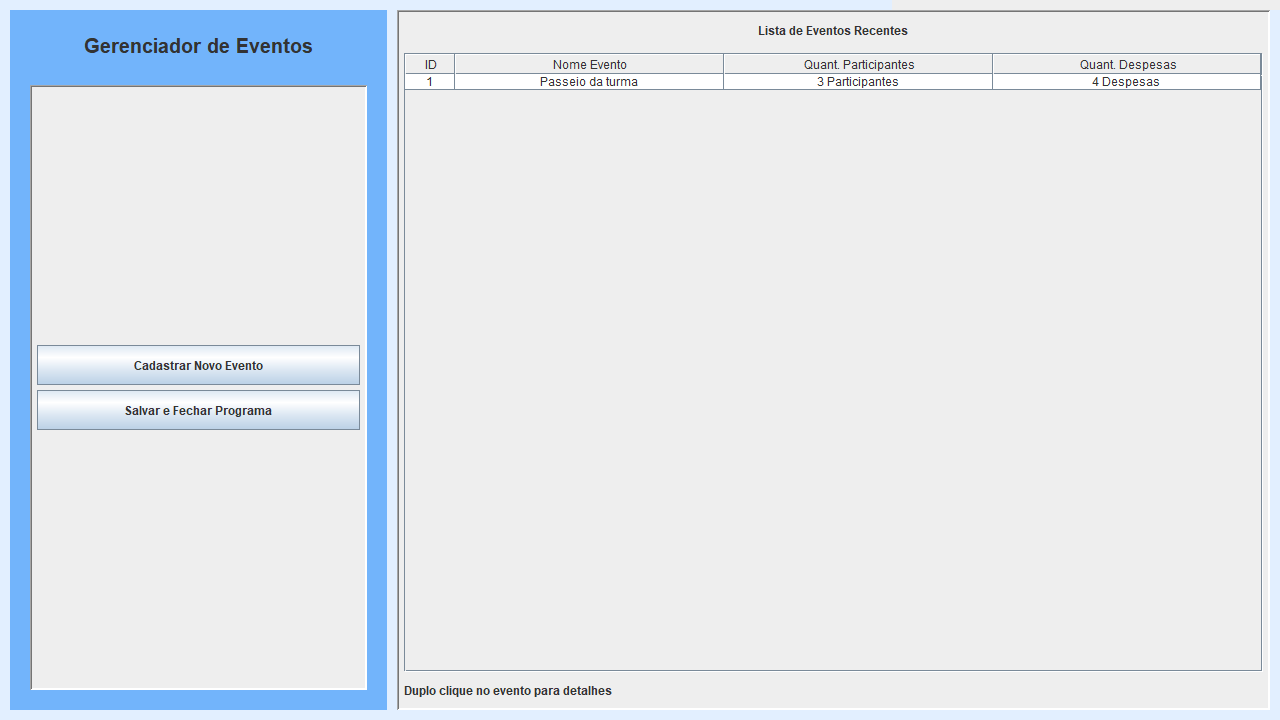 Gerenciador de Eventos
Cadastrar Novo Evento
Salvar e Fechar Programa
Lista de Eventos Recentes
ID Nome Evento Quant. Participantes Quant. Despesas
1 Passeio da turma 3 Participantes 4 Despesas
Duplo clique no evento para detalhes